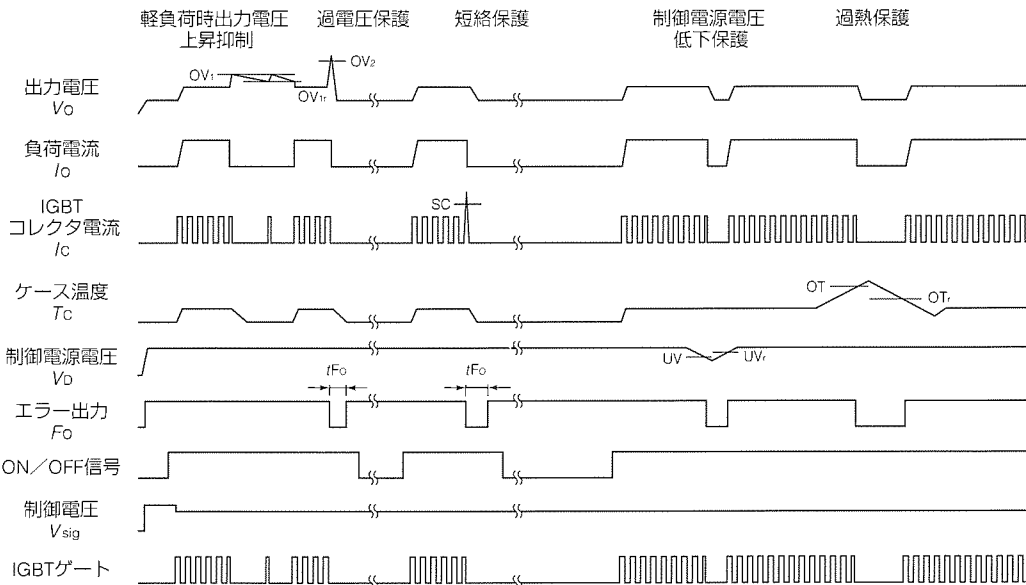 軽負荷時出力電圧
上昇抑制
過電圧保護
短絡保護
制御電源電圧
低下保護
過熱保護
出力電圧
VO
OV1
OV1r
OV2
負荷電流
IO
IGBT
コレクタ電流
IC
SC
ケース温度
TC
OT
OTr
制御電源電圧
VD
UV
UVr
tFO
tFO
エラー出力
FO
ON／OFF信号
制御電圧
Vsig
IGBTゲート